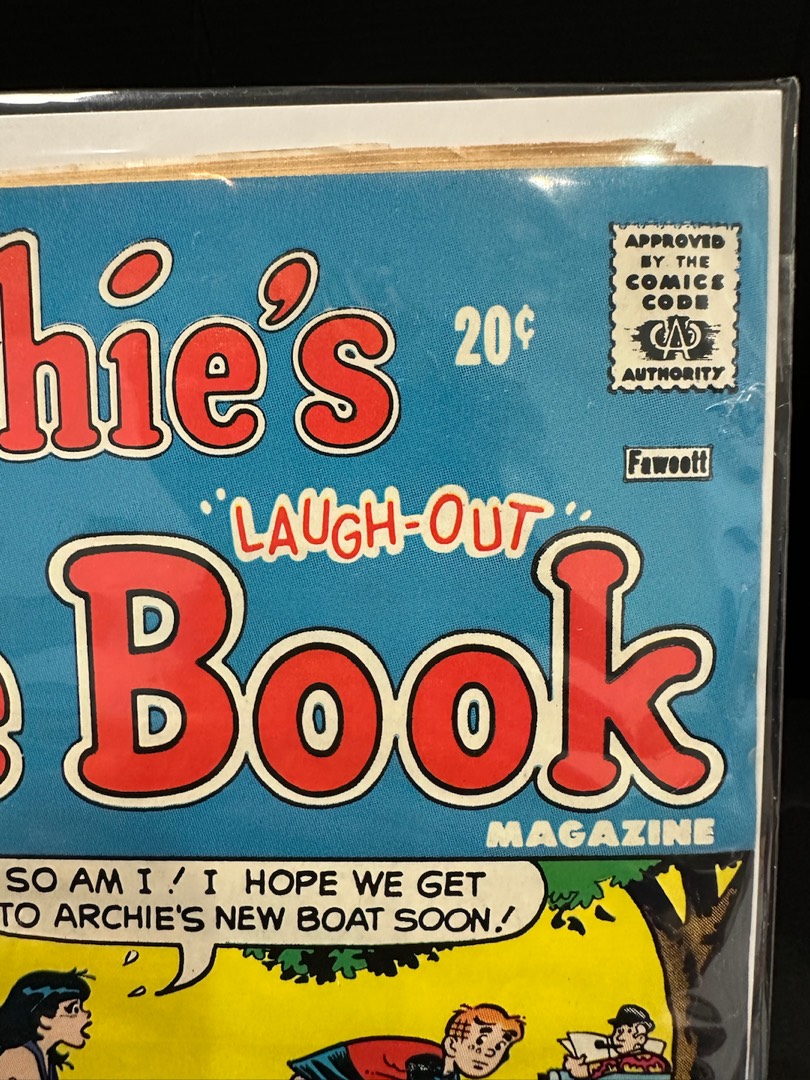 hie's
20¢
APPROVED
BY THE
COMICS
CODE
CA
AUTHORITY
Fawcett
"LAUGH-OUT"
Book
MAGAZINE
SO AM I! I HOPE WE GET
TO ARCHIE'S NEW BOAT SOON!